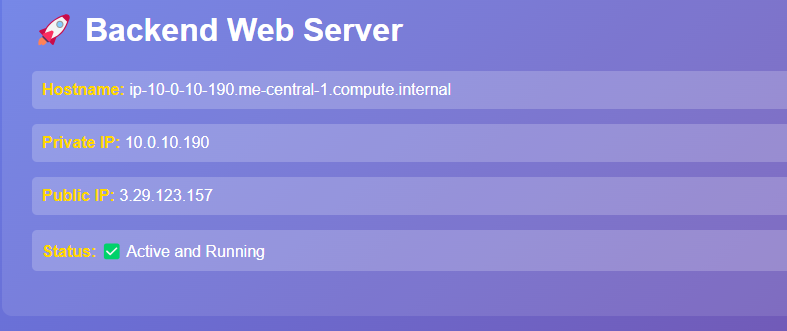 🚀 Backend Web Server
Hostname: ip-10-0-10-190.me-central-1.compute.internal
Private IP: 10.0.10.190
Public IP: 3.29.123.157
Status: ✅ Active and Running